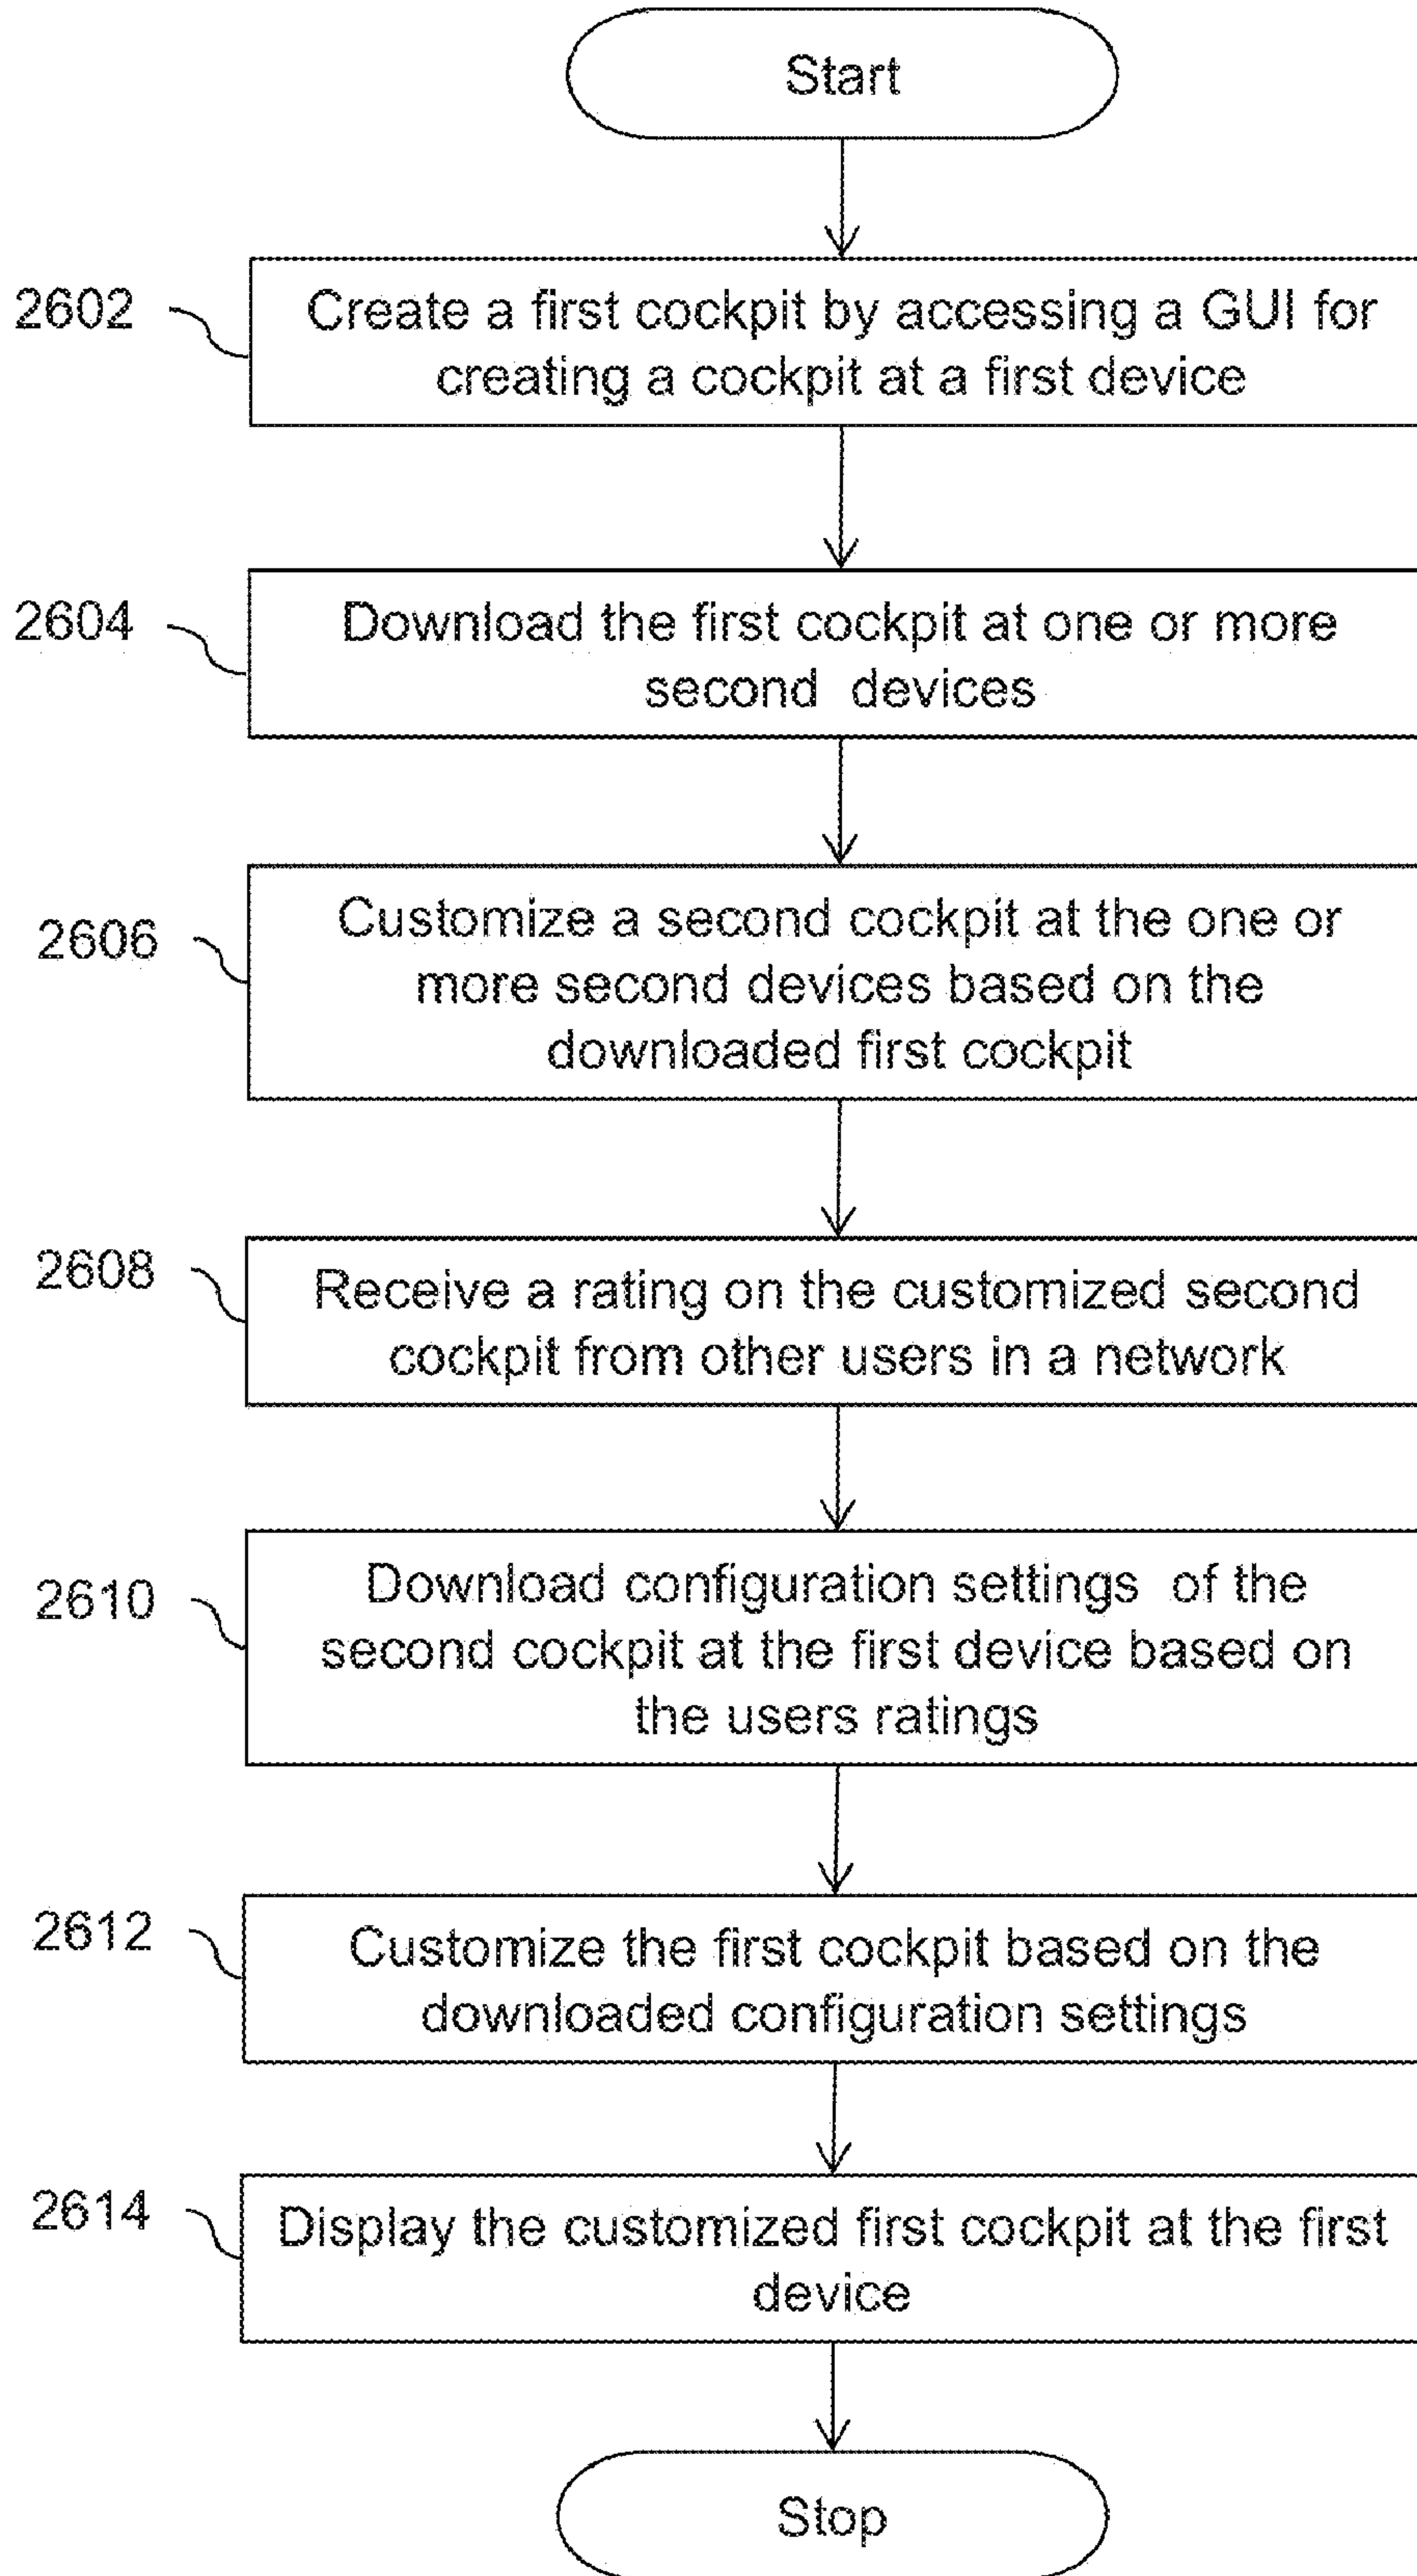 Start
2602
Create a first cockpit by accessing a GUI for
creating a cockpit at a first device
2604
Download the first cockpit at one or more
second devices
2606
Customize a second cockpit at the one or
more second devices based on the
downloaded first cockpit
2608
Receive a rating on the customized second
cockpit from other users in a network
2610
Download configuration settings of the
second cockpit at the first device based on
the users ratings
2612
Customize the first cockpit based on the
downloaded configuration settings
2614
Display the customized first cockpit at the first
device
Stop